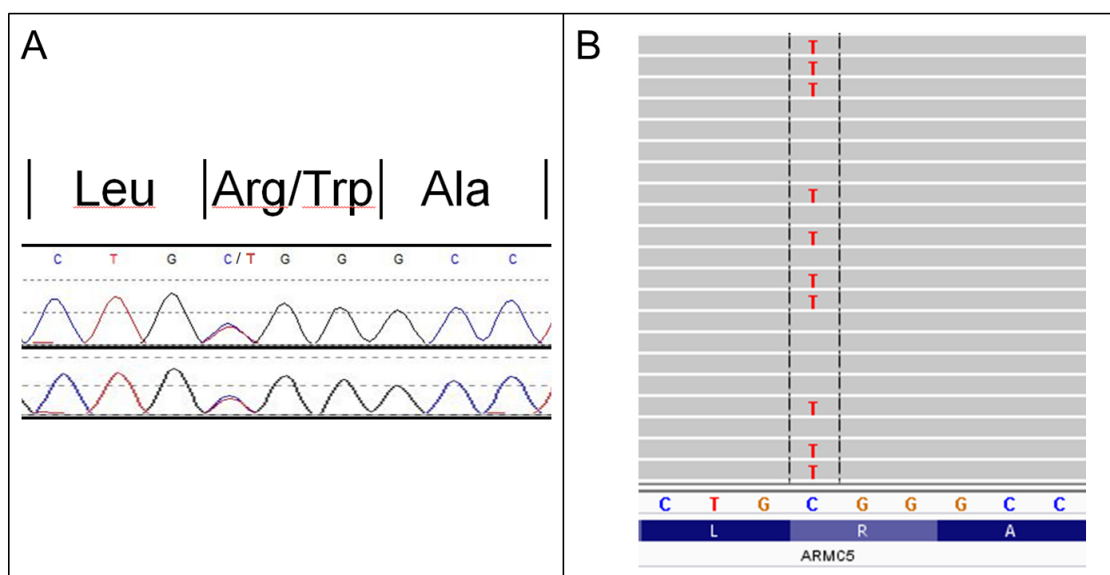 A
| Leu |Arg/Trp| Ala |
C T G C/T G G G C C
B
T
T
T
T
T
T
T
T
T
T
C T G C G G G C C
L R A
ARMC5